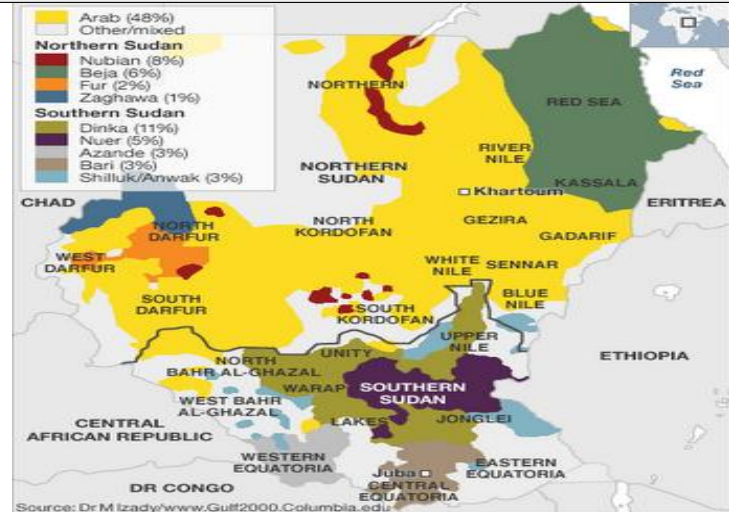 Arab (48%)
Other/mixed
Northern Sudan
Nubian (8%)
Beja (6%)
Fur (2%)
Zaghawa (1%)
Southern Sudan
Dinka (11%)
Nuer (5%)
Azande (3%)
Bari (3%)
Shilluk/Anwak (3%)
Red
Sea
NORTHERN
RED SEA
RIVER
NILE
NORTHERN
SUDAN
Khartoum
KASSALA
CHAD
ERITREA
NORTH
DARFUR
NORTH
KORDOFAN
GEZIRA
GADARIF
WEST
DARFUR
WHITE
NILE
SENNAR
SOUTH
DARFUR
SOUTH
KORDOFAN
BLUE
NILE
UPPER
NILE
ETHIOPIA
NORTH
BAHR AL-GHAZAL
UNITY
WARAP
SOUTHERN
SUDAN
WEST BAHR
AL-GHAZAL
LAKES
JONGLEI
CENTRAL
AFRICAN REPUBLIC
WESTERN
EQUATORIA
EASTERN
EQUATORIA
Juba
CENTRAL
EQUATORIA
DR CONGO
Source: Dr M Izady/www.Gulf2000.Columbia.edu